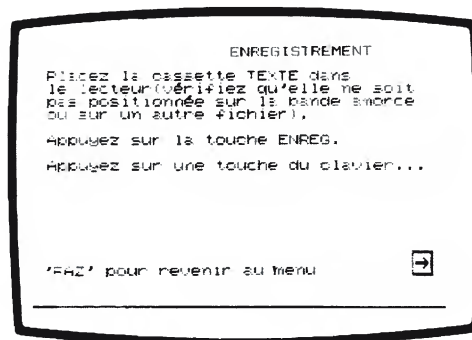 ENREGISTREMENT
Placez la cassette TEXTE dans
le lecteur(vérifiez qu'elle ne soit
pas positionnée sur la bande amorce
ou sur un autre fichier).
Appuyez sur la touche ENREG.
Appuyez sur une touche du clavier...
'RAZ' pour revenir au menu